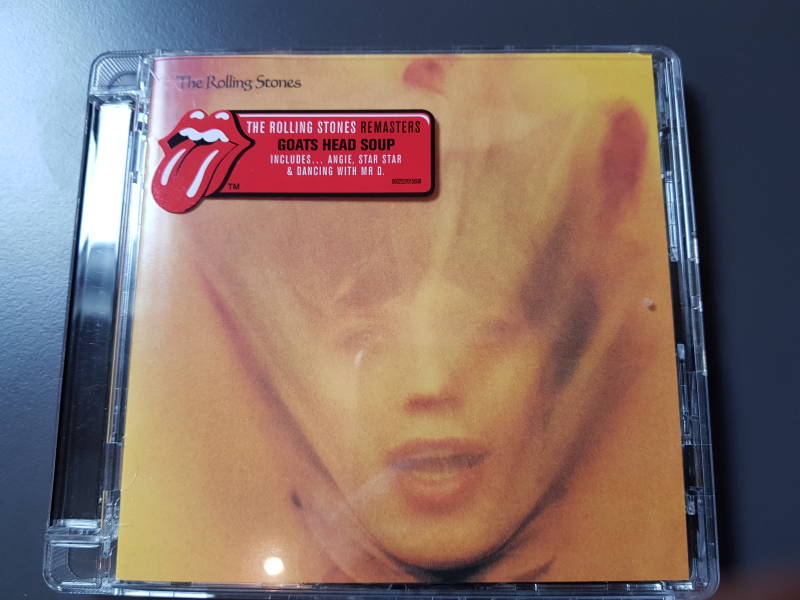 The Rolling Stones
THE ROLLING STONES REMASTERS
GOATS HEAD SOUP
INCLUDES... ANGIE, STAR STAR
& DANCING WITH MR D.
TM